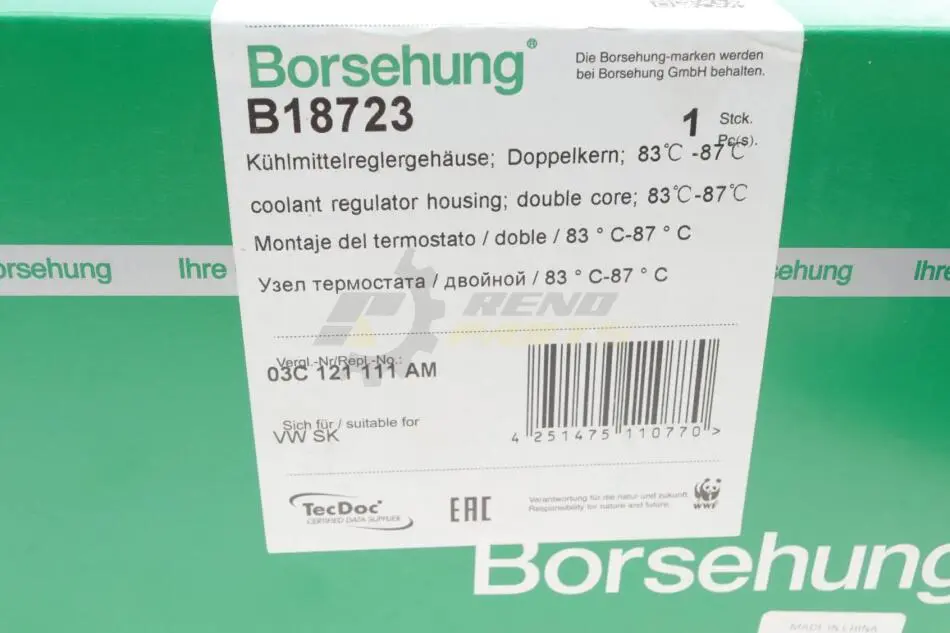 Borsehung®
Die Borsehung-marken werden
bei Borsehung GmbH behalten.
B18723
1 Stck.
Pc(s).
Kühlmittelreglergehäuse; Doppelkern; 83℃ -87℃
coolant regulator housing; double core; 83℃-87℃
Montaje del termostato / doble / 83 ° C-87 ° C
Узел термостата / двойной / 83 ° C-87 ° C
orsehung Ihre
sehung Ihre
RENO
PARTS
Vergl.-Nr/Repl.-No.:
03C 121 111 AM
Sich für / suitable for
VW SK
4 251475 110770 >
TecDoc
CERTIFIED DATA SUPPLIER
EAC
Verantwortung für die natur und zukunft.
Responsibility for nature and future.
WWF
Borsehung
MADE IN CHINA